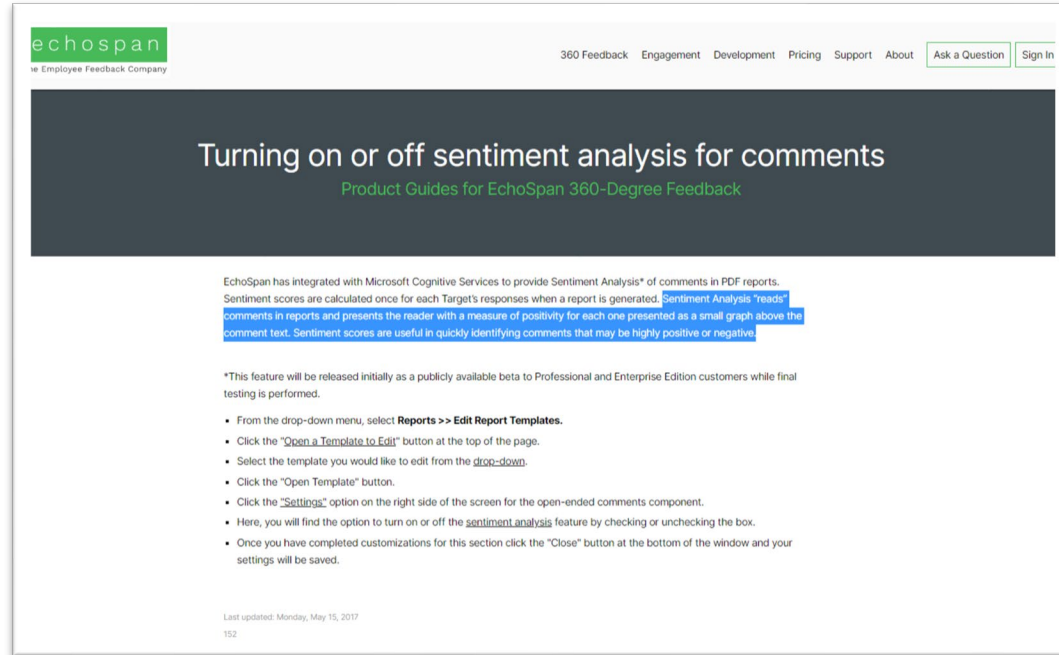 echospan
he Employee Feedback Company
360 Feedback Engagement Development Pricing Support About Ask a Question Sign In
Turning on or off sentiment analysis for comments
Product Guides for EchoSpan 360-Degree Feedback
EchoSpan has integrated with Microsoft Cognitive Services to provide Sentiment Analysis* of comments in PDF reports.
Sentiment scores are calculated once for each Target's responses when a report is generated. Sentiment Analysis "reads"
comments in reports and presents the reader with a measure of positivity for each one presented as a small graph above the
comment text. Sentiment scores are useful in quickly identifying comments that may be highly positive or negative.
*This feature will be released initially as a publicly available beta to Professional and Enterprise Edition customers while final
testing is performed.
• From the drop-down menu, select Reports >> Edit Report Templates.
• Click the "Open a Template to Edit" button at the top of the page.
• Select the template you would like to edit from the drop-down.
• Click the "Open Template" button.
• Click the "Settings" option on the right side of the screen for the open-ended comments component.
• Here, you will find the option to turn on or off the sentiment analysis feature by checking or unchecking the box.
• Once you have completed customizations for this section click the "Close" button at the bottom of the window and your
settings will be saved.
Last updated: Monday, May 15, 2017
152